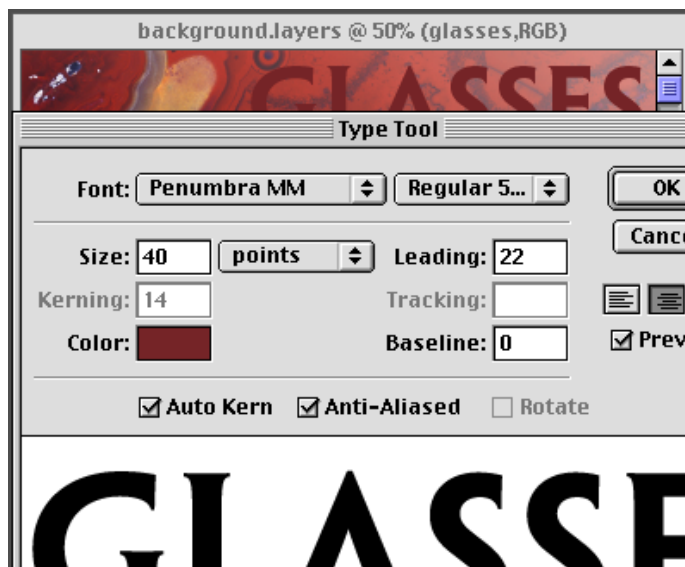 background.layers @ 50% (glasses,RGB)
GLASSES
Type Tool
Font: Penumbra MM Regular 5... OK
Size: 40 points Leading: 22 Cance
Kerning: 14 Tracking:
Color: Baseline: 0 Prev
Auto Kern Anti-Aliased Rotate
GLASSE